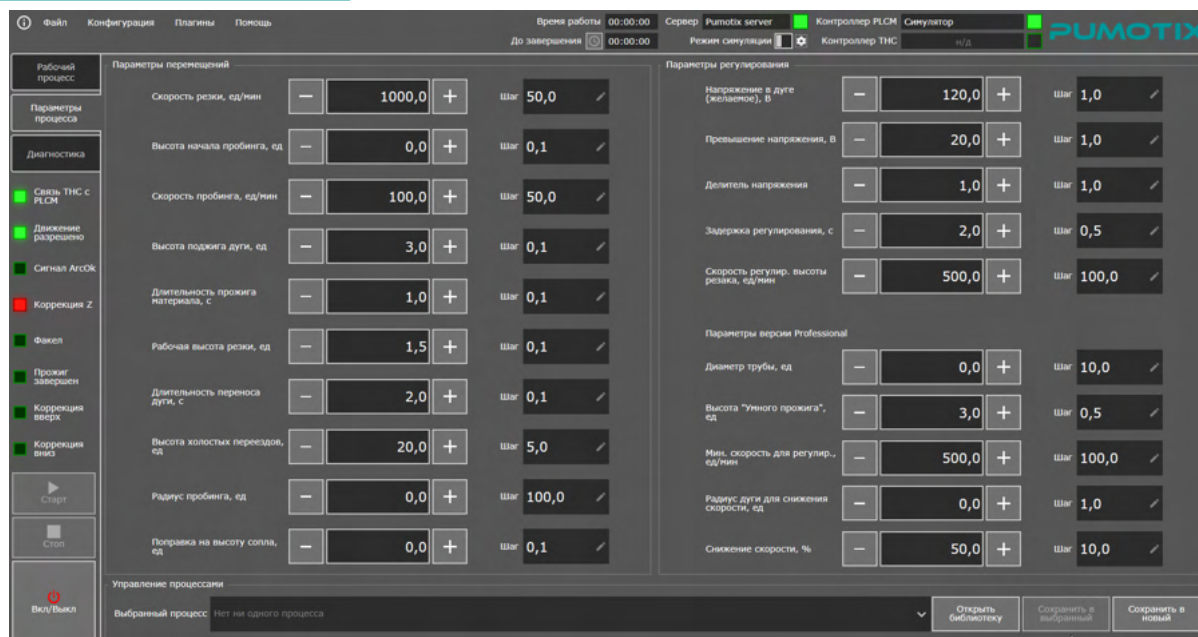 Файл Конфигурация Плагины Помощь
Время работы 00:00:00 Сервер Pumotix server Контроллер PLCM Симулятор
До завершения 00:00:00 Режим симуляции Контроллер THC н/д
PUMOTIX
Рабочий процесс
Параметры процесса
Диагностика
Связь THC с PLCM
Движение разрешено
Сигнал ArcOk
Коррекция Z
Факел
Прожиг завершен
Коррекция вверх
Коррекция вниз
Старт
Стоп
Вкл/Выкл
Параметры перемещений
Скорость резки, ед/мин − 1000,0 + Шаг 50,0
Высота начала пробинга, ед − 0,0 + Шаг 0,1
Скорость пробинга, ед/мин − 100,0 + Шаг 50,0
Высота поджига дуги, ед − 3,0 + Шаг 0,1
Длительность прожига материала, с − 1,0 + Шаг 0,1
Рабочая высота резки, ед − 1,5 + Шаг 0,1
Длительность переноса дуги, с − 2,0 + Шаг 0,1
Высота холостых переездов, ед − 20,0 + Шаг 5,0
Радиус пробинга, ед − 0,0 + Шаг 100,0
Поправка на высоту сопла, ед − 0,0 + Шаг 0,1
Параметры регулирования
Напряжение в дуге (желаемое), В − 120,0 + Шаг 1,0
Превышение напряжения, В − 20,0 + Шаг 1,0
Делитель напряжения − 1,0 + Шаг 1,0
Задержка регулирования, с − 2,0 + Шаг 0,5
Скорость регулир. высоты резака, ед/мин − 500,0 + Шаг 100,0
Параметры версии Professional
Диаметр трубы, ед − 0,0 + Шаг 10,0
Высота "Умного прожига", ед − 3,0 + Шаг 0,5
Мин. скорость для регулир., ед/мин − 500,0 + Шаг 100,0
Радиус дуги для снижения скорости, ед − 0,0 + Шаг 1,0
Снижение скорости, % − 50,0 + Шаг 10,0
Управление процессами
Выбранный процесс Нет ни одного процесса
Открыть библиотеку
Сохранить в выбранный
Сохранить в новый